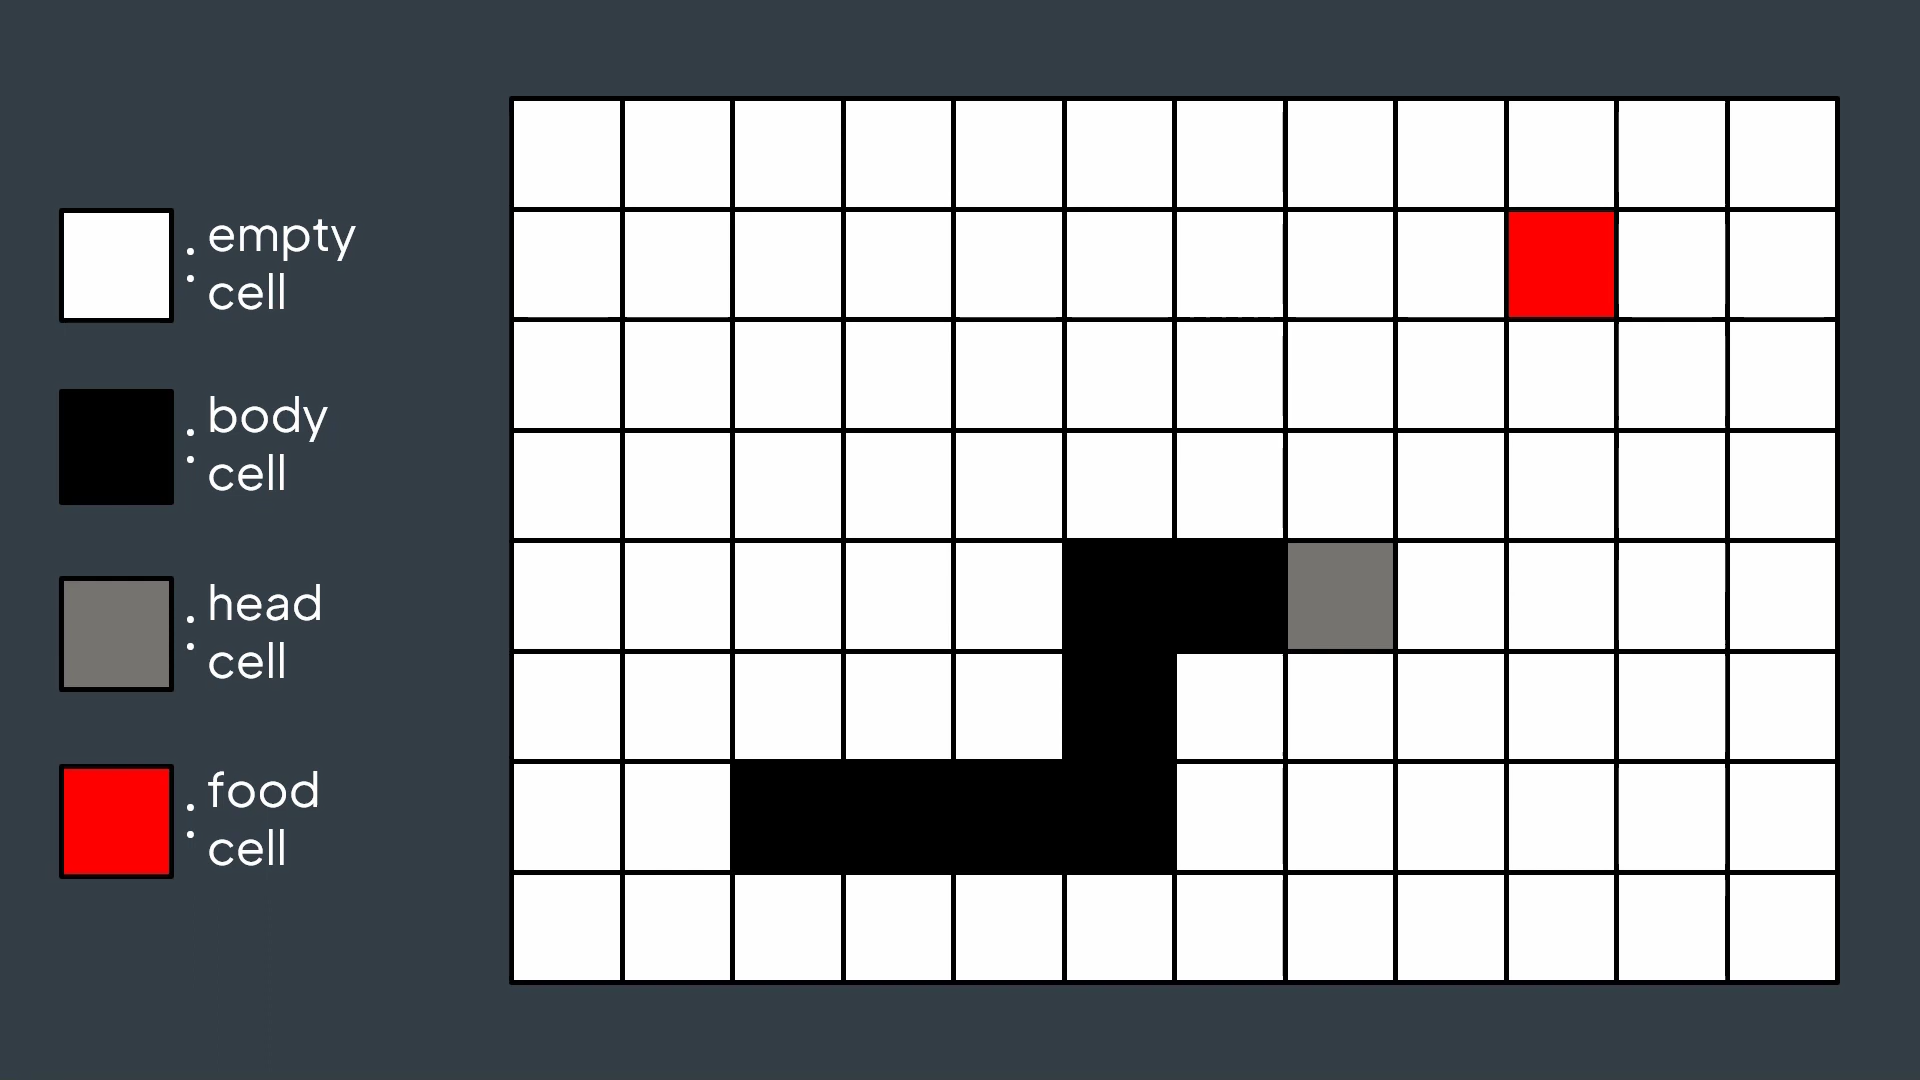 : empty
cell
: body
cell
: head
cell
: food
cell